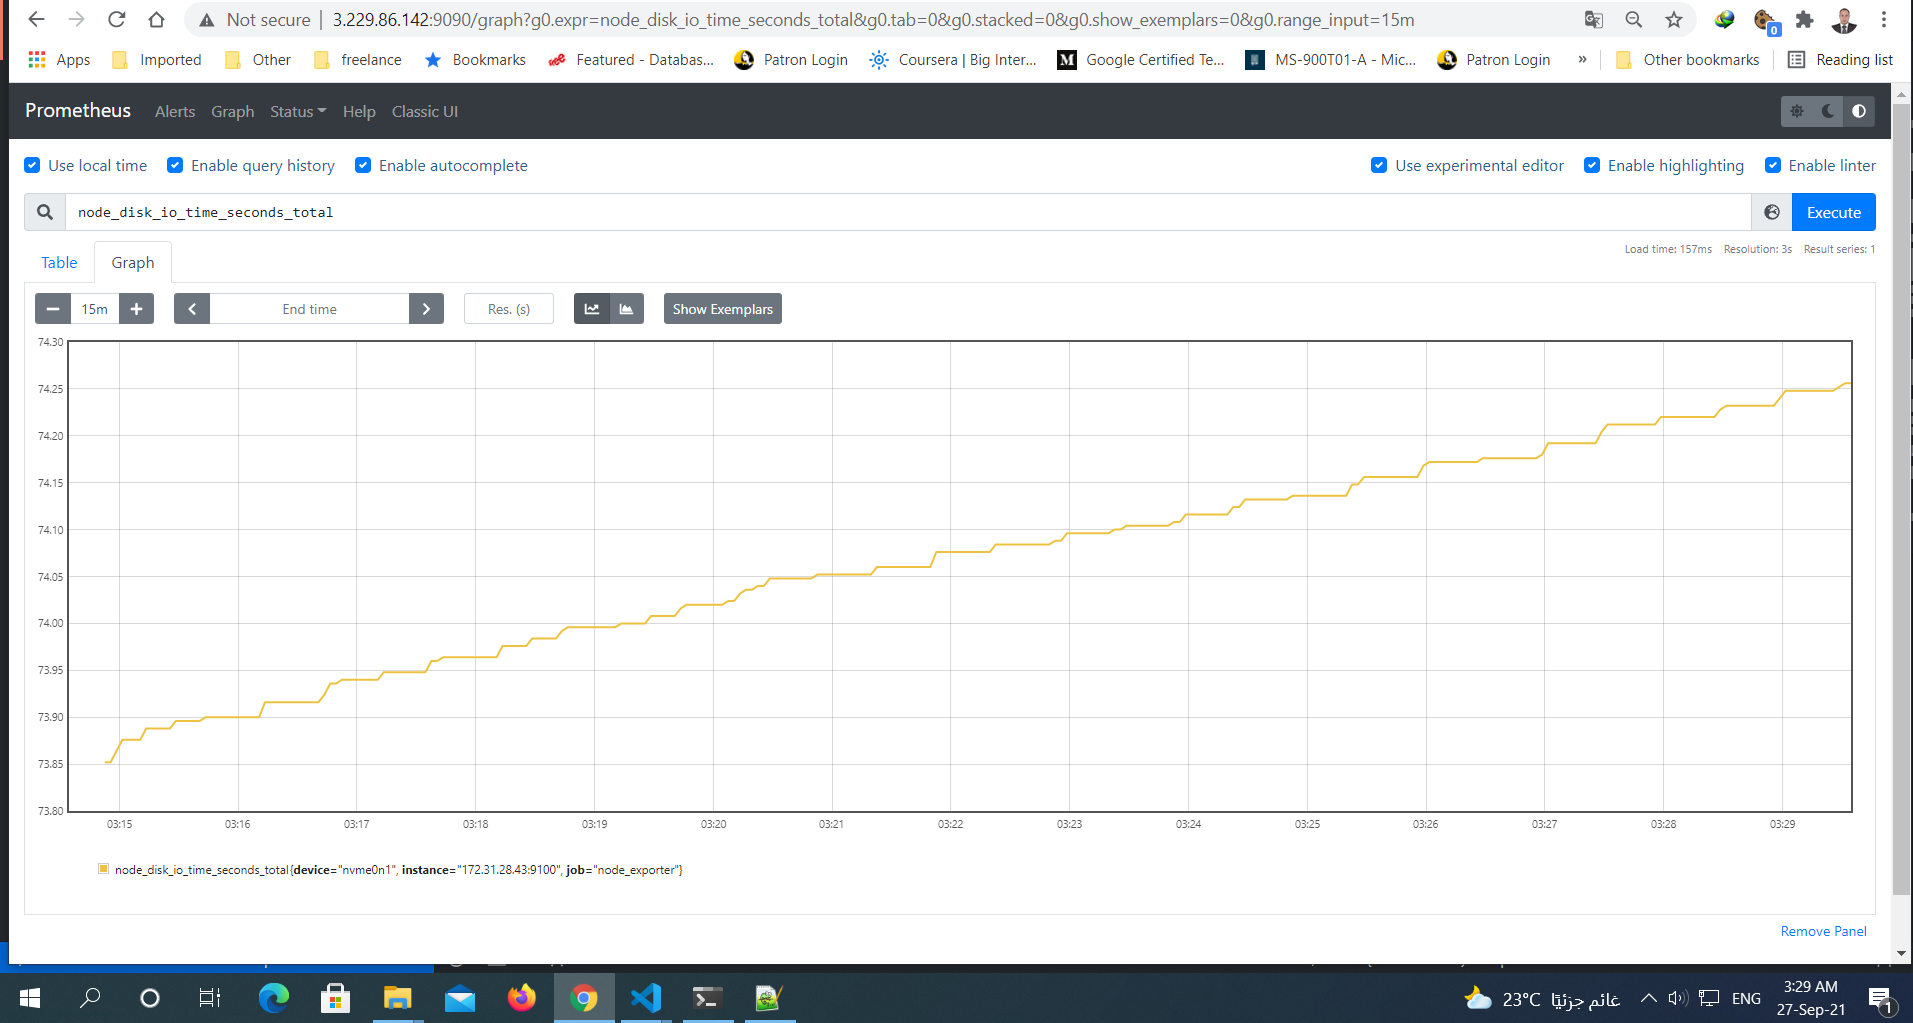 Not secure | 3.229.86.142:9090/graph?g0.expr=node_disk_io_time_seconds_total&g0.tab=0&g0.stacked=0&g0.show_exemplars=0&g0.range_input=15m
0
Apps Imported Other freelance Bookmarks Featured - Databas... Patron Login Coursera | Big Inter... M Google Certified Te... MS-900T01-A - Mic... Patron Login » Other bookmarks Reading list
Prometheus Alerts Graph Status Help Classic UI
Use local time Enable query history Enable autocomplete Use experimental editor Enable highlighting Enable linter
node_disk_io_time_seconds_total Execute
Load time: 157ms Resolution: 3s Result series: 1
Table Graph
15m End time Res. (s) Show Exemplars
74.30
74.25
74.20
74.15
74.10
74.05
74.00
73.95
73.90
73.85
73.80
03:15 03:16 03:17 03:18 03:19 03:20 03:21 03:22 03:23 03:24 03:25 03:26 03:27 03:28 03:29
node_disk_io_time_seconds_total{device="nvme0n1", instance="172.31.28.43:9100", job="node_exporter"}
Remove Panel
23°C غائم جزئيًا ENG 3:29 AM
27-Sep-21
1